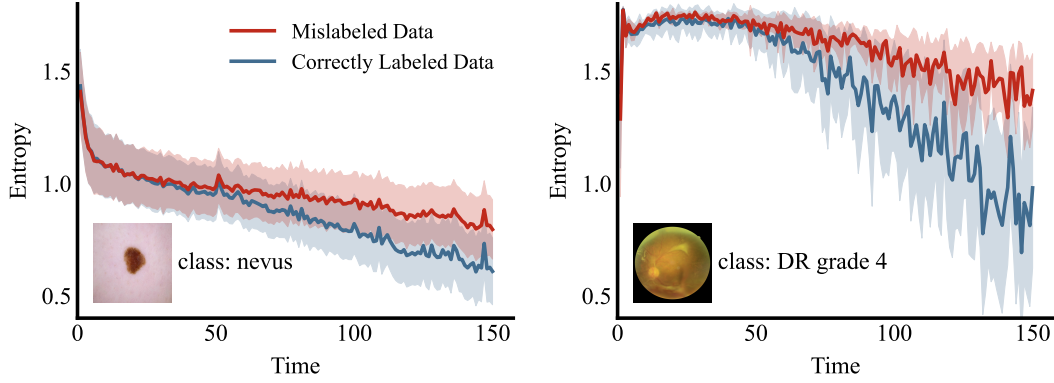 Mislabeled Data
Correctly Labeled Data
1.5
1.0
0.5
Entropy
class: nevus
0
50
100
150
Time
1.5
1.0
0.5
Entropy
class: DR grade 4
0
50
100
150
Time